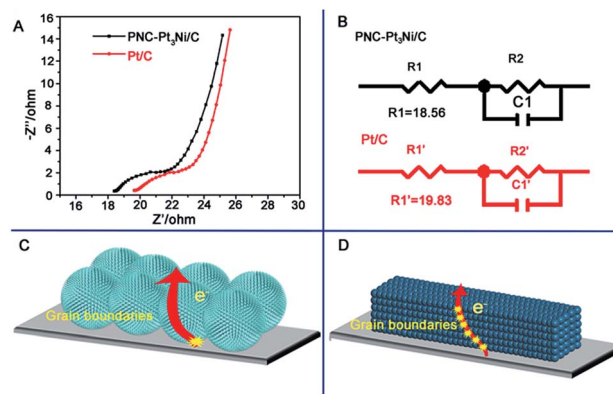 A
16
14
12
10
8
6
4
2
0
-Z''/ohm
PNC-Pt₃Ni/C
Pt/C
16 18 20 22 24 26 28 30
Z'/ohm
B
PNC-Pt₃Ni/C
R1
R2
C1
R1=18.56
Pt/C
R1'
R2'
C1'
R1'=19.83
C
e⁻
Grain boundaries
D
e⁻
Grain boundaries